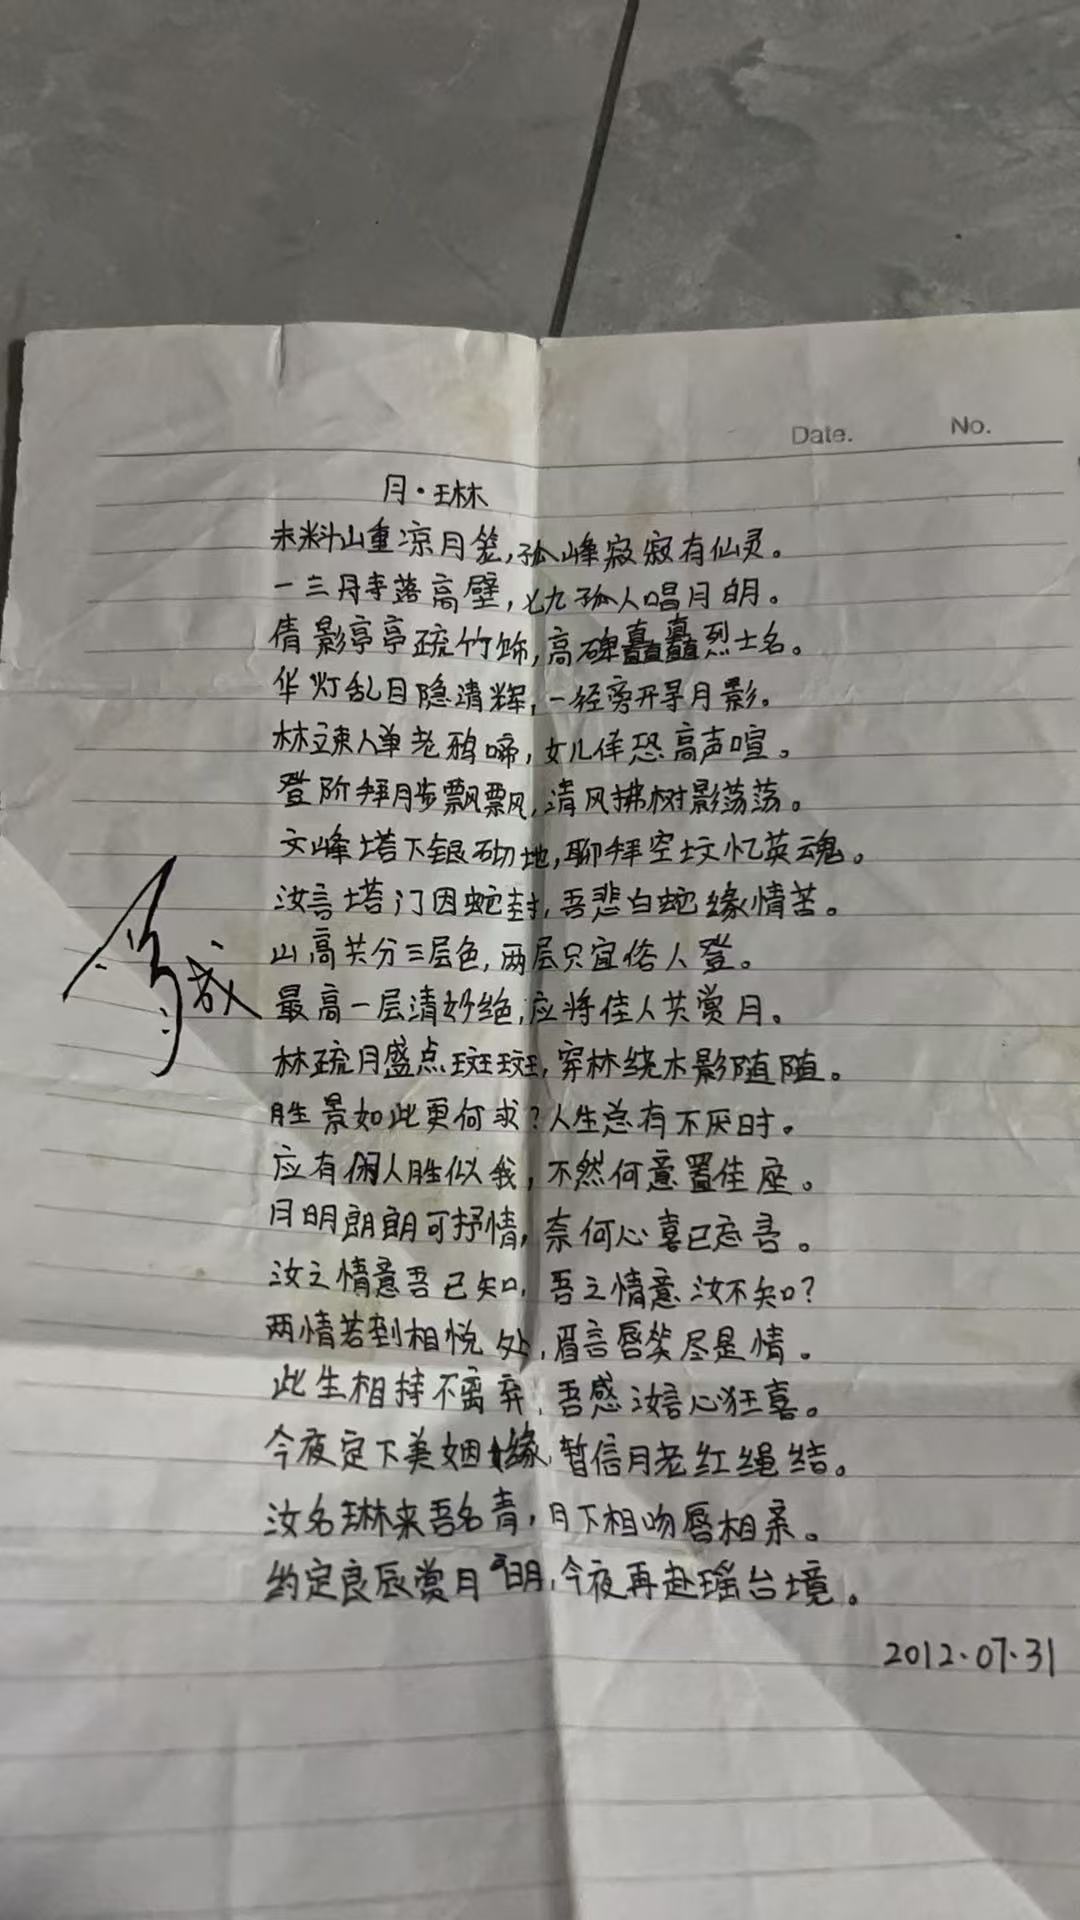 Date. No.
月·琳
未料山重凉月笼,孤峰寂寂有仙灵。
一三月寺落高壁,七九孤人唱月明。
倩影亭亭疏竹饰,高碑矗矗烈士名。
华灯乱目隐清辉,一径旁开寻月影。
林疎人单老鸦啼,女儿佯恐高声喧。
登阶拜月步飘飘,清风拂树影荡荡。
文峰塔下银砌地,聊拜空坟忆英魂。
汝言塔门因蛇封,吾悲白蛇缘情苦。
山高共分三层色,两层只宜俗人登。
最高一层清妙绝,应将佳人共赏月。
林疏月盛点斑斑,穿林绕木影随随。
胜景如此更何求?人生总有不厌时。
应有闲人胜似我,不然何意置佳座。
月明朗朗可抒情,奈何心喜已忘言。
汝之情意吾已知,吾之情意汝不知?
两情若到相悦处,眉言唇笑尽是情。
此生相持不离弃,吾感汝言心狂喜。
今夜定下美姻缘,暂信月老红绳结。
汝名琳来吾名青,月下相吻唇相亲。
约定良辰赏月明,今夜再赴瑶台境。
2012.07.31